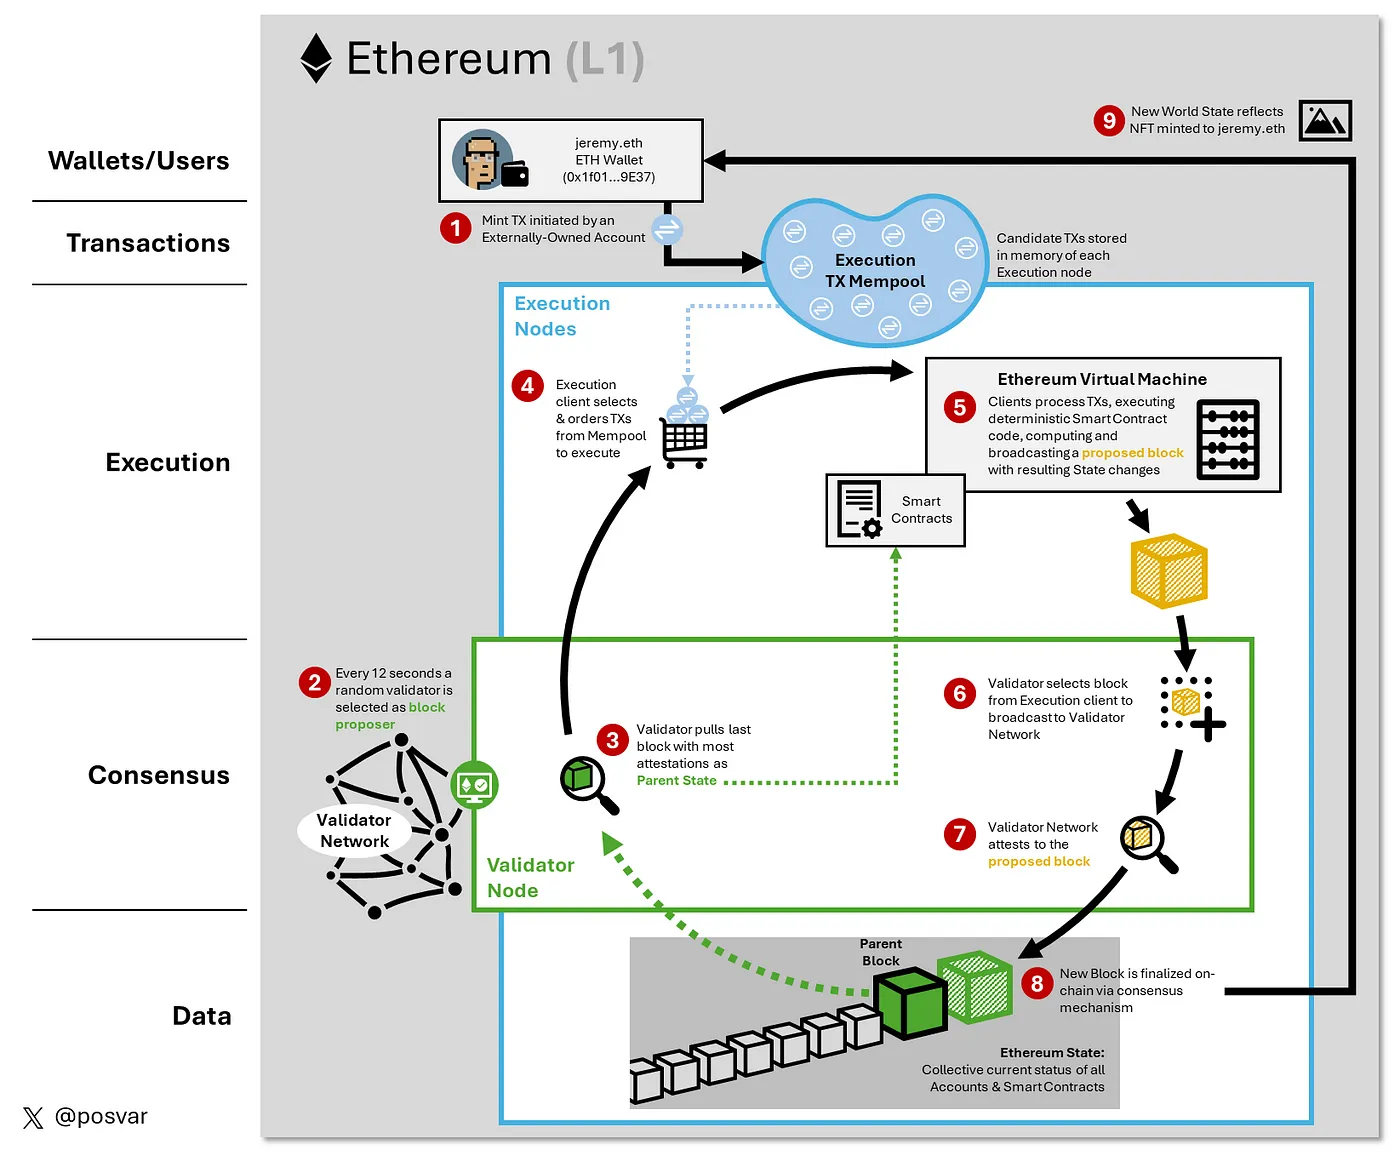 Ethereum (L1)
9
New World State reflects
NFT minted to jeremy.eth
Wallets/Users
jeremy.eth
ETH Wallet
(0x1f01...9E37)
Transactions
1
Mint TX initiated by an
Externally-Owned Account
Execution
TX Mempool
Candidate TXs stored
in memory of each
Execution node
Execution
Nodes
Execution
4
Execution
client selects
& orders TXs
from Mempool
to execute
Ethereum Virtual Machine
5
Clients process TXs, executing
deterministic Smart Contract
code, computing and
broadcasting a proposed block
with resulting State changes
Smart
Contracts
Consensus
2
Every 12 seconds a
random validator is
selected as block
proposer
Validator
Network
3
Validator pulls last
block with most
attestations as
Parent State
6
Validator selects block
from Execution client to
broadcast to Validator
Network
7
Validator Network
attests to the
proposed block
Validator
Node
Data
Parent
Block
8
New Block is finalized on-
chain via consensus
mechanism
Ethereum State:
Collective current status of all
Accounts & Smart Contracts
@posvar